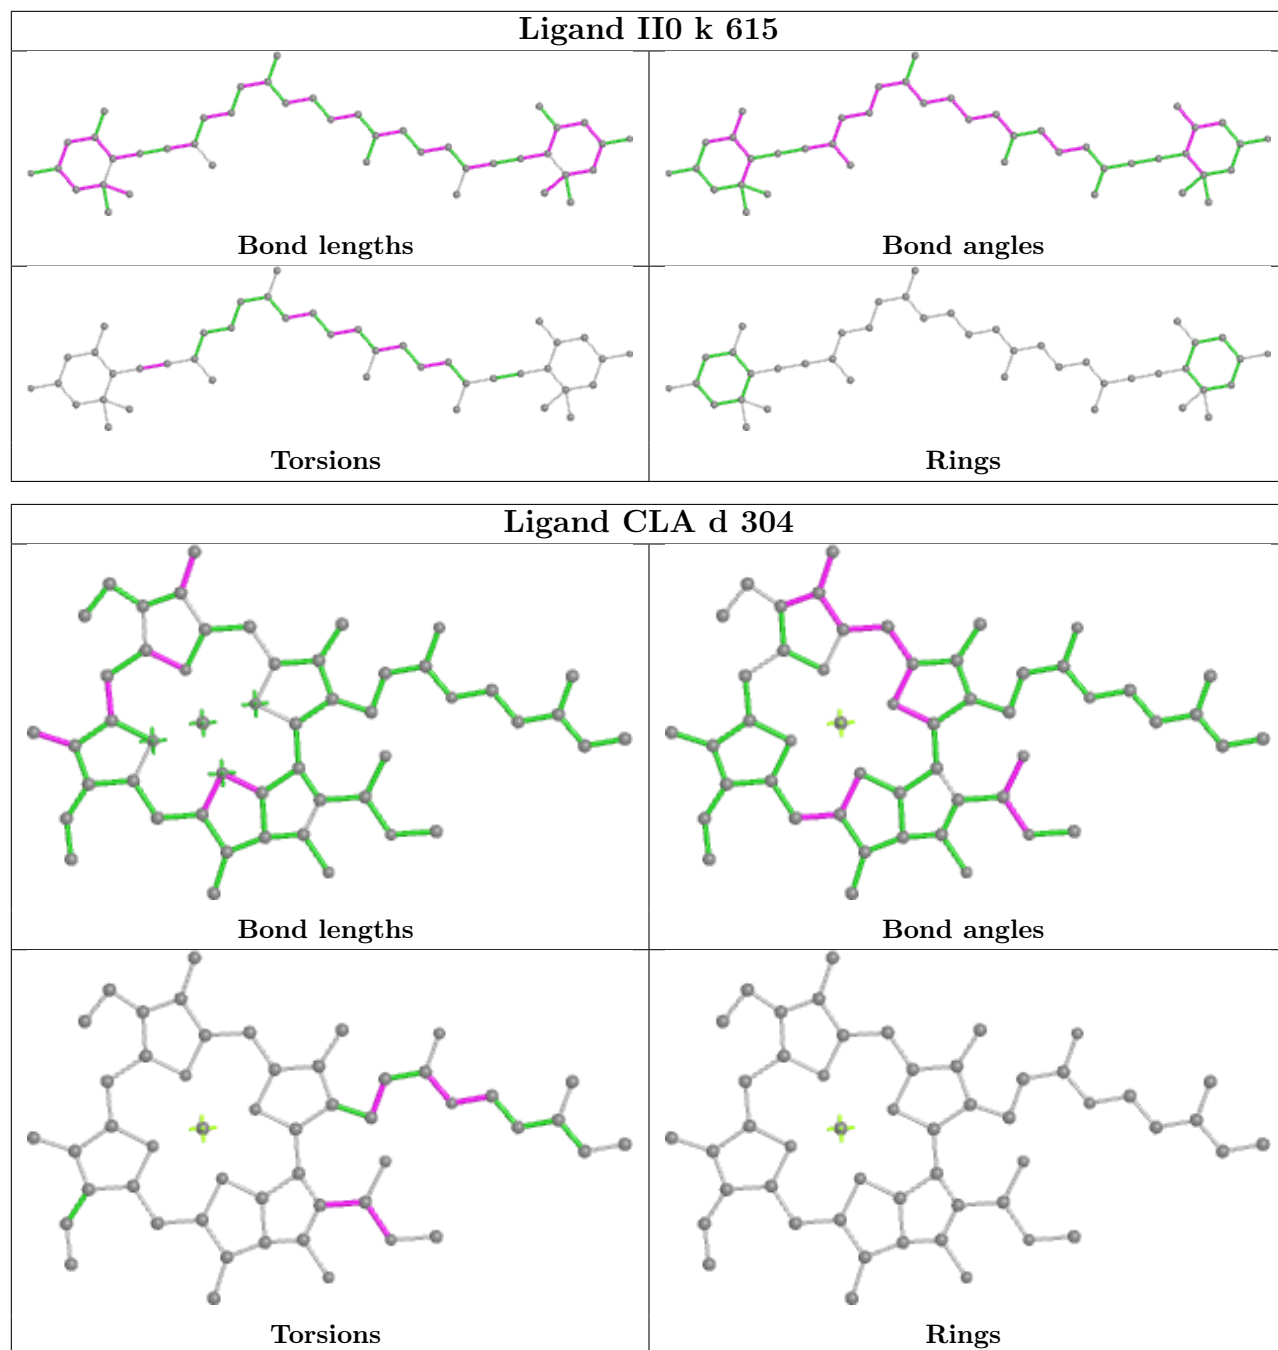 Ligand II0 k 615
Bond lengths
Bond angles
Torsions
Rings
Ligand CLA d 304
Bond lengths
Bond angles
Torsions
Rings